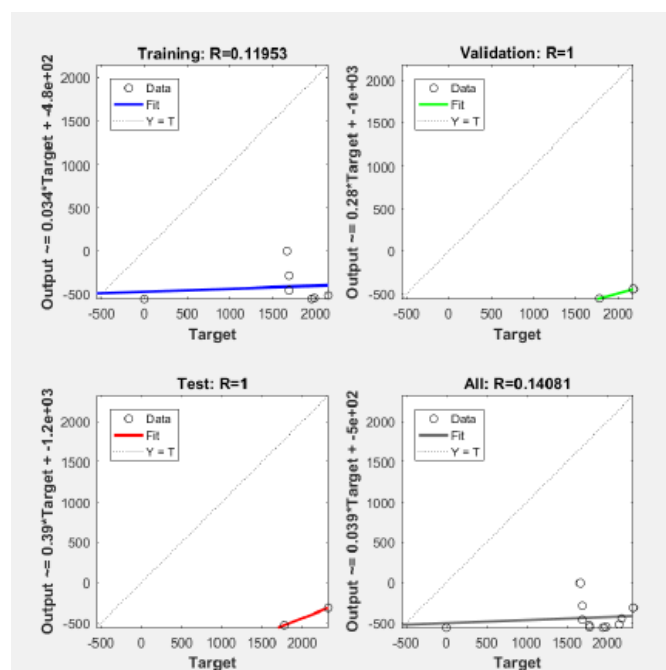 Training: R=0.11953
Output ~= 0.034*Target + -4.8e+02
Data
Fit
Y = T
2000
1500
1000
500
0
-500
-500 0 500 1000 1500 2000
Target
Validation: R=1
Output ~= 0.28*Target + -1e+03
Data
Fit
Y = T
2000
1500
1000
500
0
-500
-500 0 500 1000 1500 2000
Target
Test: R=1
Output ~= 0.39*Target + -1.2e+03
Data
Fit
Y = T
2000
1500
1000
500
0
-500
-500 0 500 1000 1500 2000
Target
All: R=0.14081
Output ~= 0.039*Target + -5e+02
Data
Fit
Y = T
2000
1500
1000
500
0
-500
-500 0 500 1000 1500 2000
Target